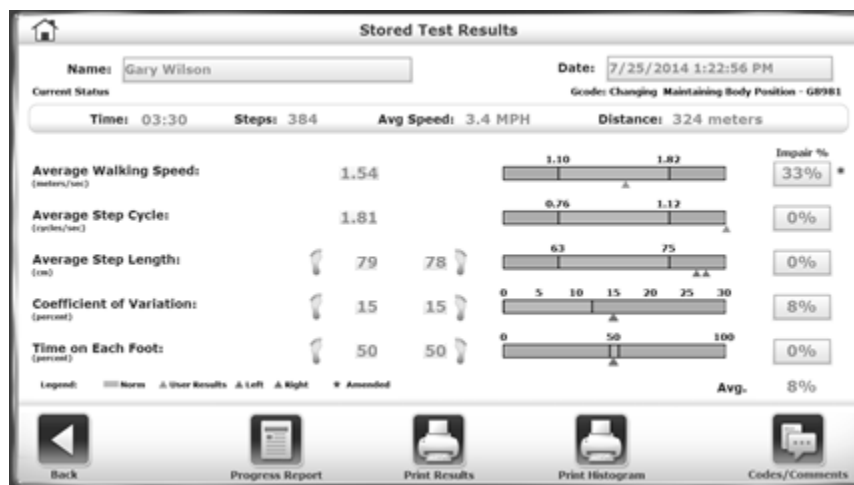 Stored Test Results
Name: Gary Wilson Date: 7/25/2014 1:22:56 PM
Current Status Gcode: Changing Maintaining Body Position - G8981
Time: 03:30 Steps: 384 Avg Speed: 3.4 MPH Distance: 324 meters
Impair %
1.10 1.82
Average Walking Speed: 1.54 33% *
(meters/sec)
0.76 1.12
Average Step Cycle: 1.81 0%
(cycles/sec)
63 75
Average Step Length: 79 78 0%
(cm)
0 5 10 15 20 25 30
Coefficient of Variation: 15 15 8%
(percent)
0 50 100
Time on Each Foot: 50 50 0%
(percent)
Legend: Norm User Results Left Right * Amended
Avg. 8%
Back Progress Report Print Results Print Histogram Codes/Comments